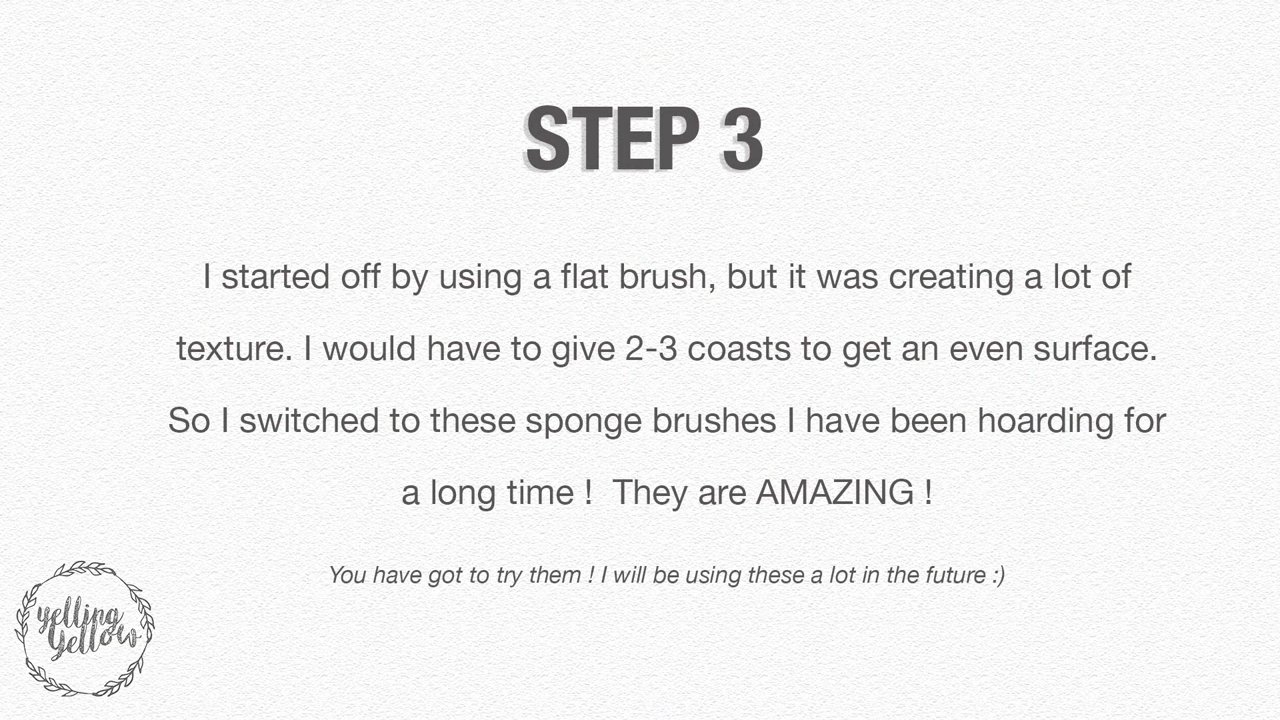 STEP 3
I started off by using a flat brush, but it was creating a lot of
texture. I would have to give 2-3 coasts to get an even surface.
So I switched to these sponge brushes I have been hoarding for
a long time !  They are AMAZING !
You have got to try them ! I will be using these a lot in the future :)
yelling
yellow